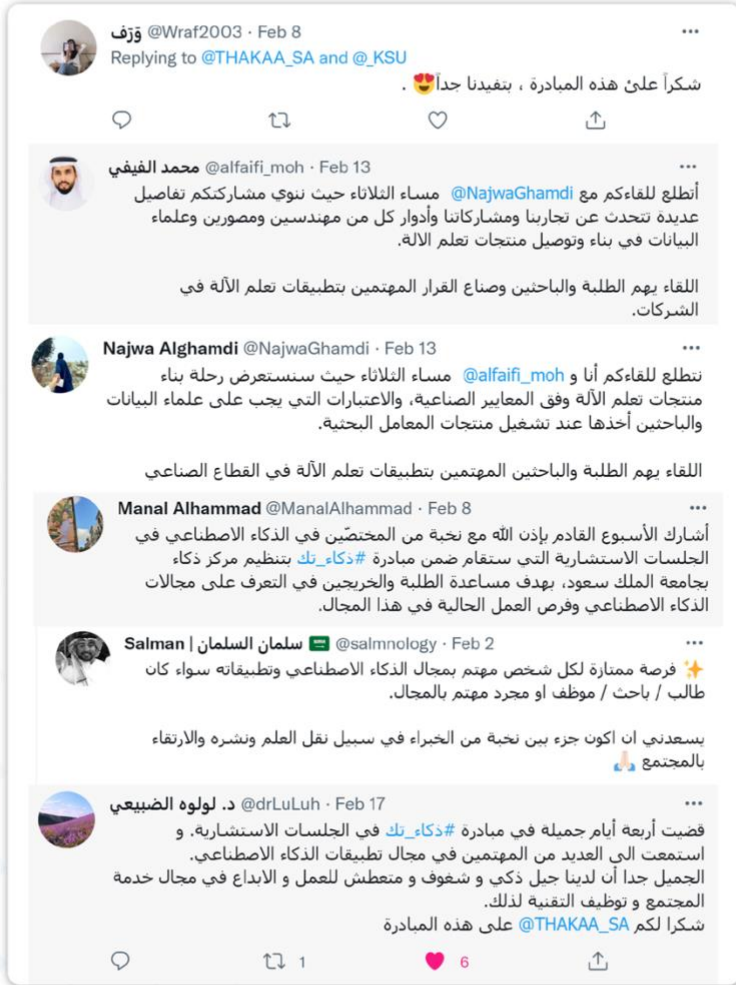 وَرَف @Wraf2003 · Feb 8
Replying to @THAKAA_SA and @_KSU
شكراً على هذه المبادرة ، بتفيدنا جداً😍 .
محمد الفيفي @alfaifi_moh · Feb 13
أتطلع للقاءكم مع @NajwaGhamdi مساء الثلاثاء حيث ننوي مشاركتكم تفاصيل
عديدة تتحدث عن تجاربنا ومشاركاتنا وأدوار كل من مهندسين ومصورين وعلماء
البيانات في بناء وتوصيل منتجات تعلم الالة.
اللقاء يهم الطلبة والباحثين وصناع القرار المهتمين بتطبيقات تعلم الآلة في
الشركات.
Najwa Alghamdi @NajwaGhamdi · Feb 13
نتطلع للقاءكم أنا و @alfaifi_moh مساء الثلاثاء حيث سنستعرض رحلة بناء
منتجات تعلم الآلة وفق المعايير الصناعية، والاعتبارات التي يجب على علماء البيانات
والباحثين أخذها عند تشغيل منتجات المعامل البحثية.
اللقاء يهم الطلبة والباحثين المهتمين بتطبيقات تعلم الآلة في القطاع الصناعي
Manal Alhammad @ManalAlhammad · Feb 8
أشارك الأسبوع القادم بإذن الله مع نخبة من المختصّين في الذكاء الاصطناعي في
الجلسات الاستشارية التي ستقام ضمن مبادرة #ذكاء_تك بتنظيم مركز ذكاء
بجامعة الملك سعود، بهدف مساعدة الطلبة والخريجين في التعرف على مجالات
الذكاء الاصطناعي وفرص العمل الحالية في هذا المجال.
Salman | سلمان السلمان 🇸🇦 @salmnology · Feb 2
✨ فرصة ممتازة لكل شخص مهتم بمجال الذكاء الاصطناعي وتطبيقاته سواء كان
طالب / باحث / موظف او مجرد مهتم بالمجال.
يسعدني ان اكون جزء بين نخبة من الخبراء في سبيل نقل العلم ونشره والارتقاء
بالمجتمع 🙏🏻
د. لولوه الضبيعي @drLuLuh · Feb 17
قضيت أربعة أيام جميلة في مبادرة #ذكاء_تك في الجلسات الاستشارية. و
استمعت الى العديد من المهتمين في مجال تطبيقات الذكاء الاصطناعي.
الجميل جدا أن لدينا جيل ذكي و شغوف و متعطش للعمل و الابداع في مجال خدمة
المجتمع و توظيف التقنية لذلك.
شكرا لكم @THAKAA_SA على هذه المبادرة
1 6